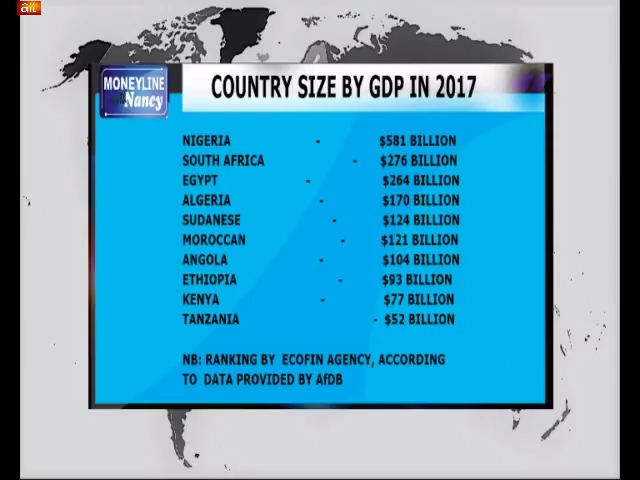 ait
MONEYLINE
with
Nancy
COUNTRY SIZE BY GDP IN 2017
NIGERIA - $581 BILLION
SOUTH AFRICA - $276 BILLION
EGYPT - $264 BILLION
ALGERIA - $170 BILLION
SUDANESE - $124 BILLION
MOROCCAN - $121 BILLION
ANGOLA - $104 BILLION
ETHIOPIA - $93 BILLION
KENYA - $77 BILLION
TANZANIA - $52 BILLION
NB: RANKING BY ECOFIN AGENCY, ACCORDING
TO DATA PROVIDED BY AfDB